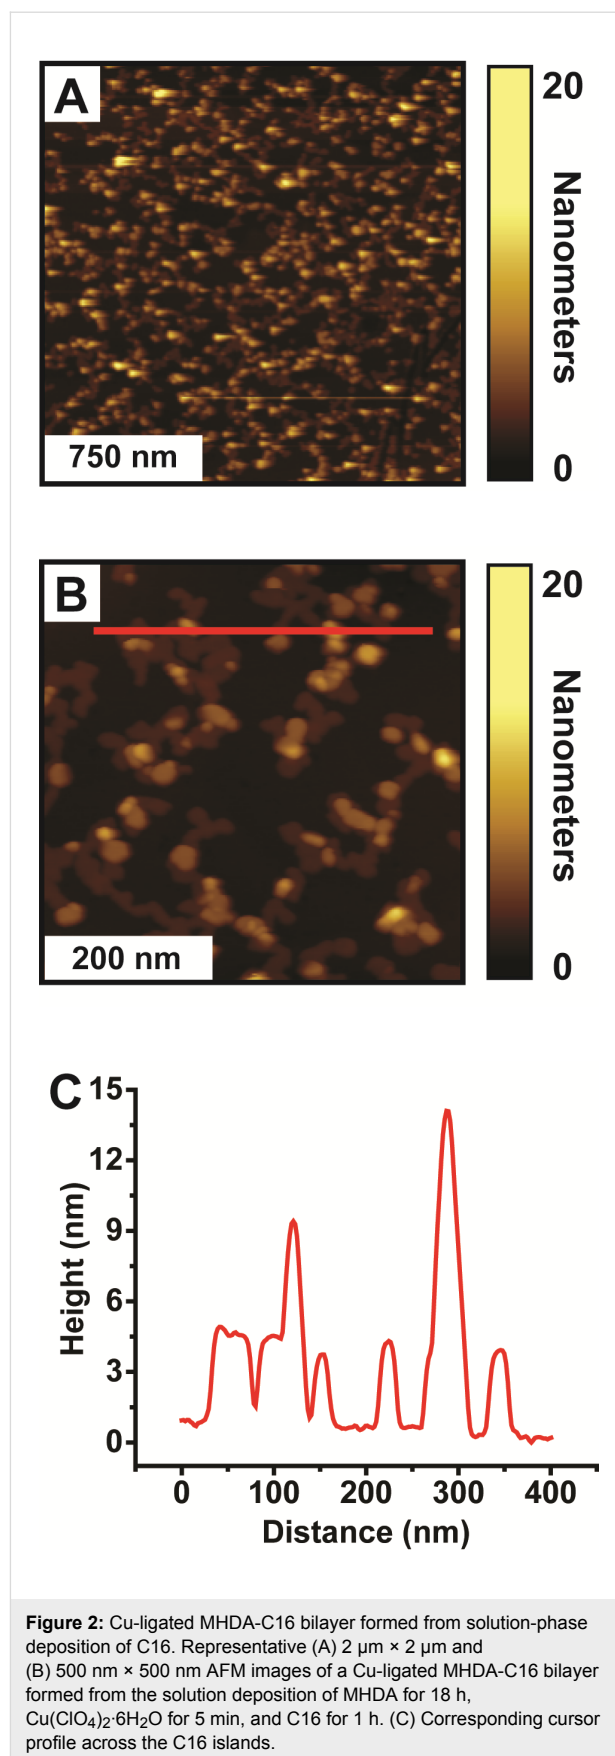 A
20
Nanometers
0
750 nm
B
20
Nanometers
0
200 nm
C
15
12
9
6
3
0
Height (nm)
0 100 200 300 400
Distance (nm)
Figure 2: Cu-ligated MHDA-C16 bilayer formed from solution-phase
deposition of C16. Representative (A) 2 μm × 2 μm and
(B) 500 nm × 500 nm AFM images of a Cu-ligated MHDA-C16 bilayer
formed from the solution deposition of MHDA for 18 h,
Cu(ClO4)2·6H2O for 5 min, and C16 for 1 h. (C) Corresponding cursor
profile across the C16 islands.